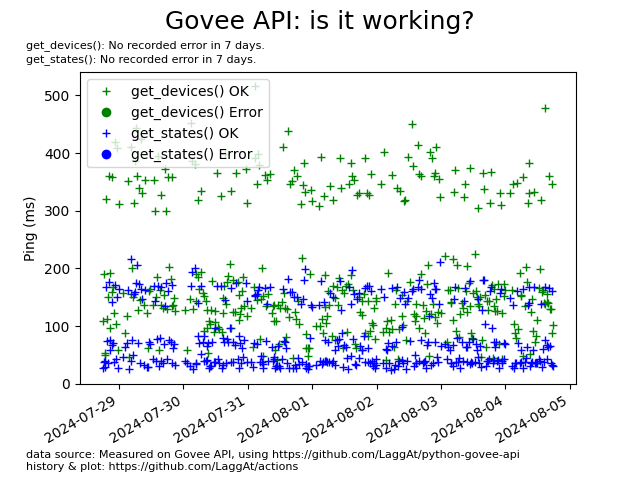 Govee API: is it working?
get_devices(): No recorded error in 7 days.
get_states(): No recorded error in 7 days.
get_devices() OK
get_devices() Error
get_states() OK
get_states() Error
Ping (ms)
500
400
300
200
100
0
2024-07-29
2024-07-30
2024-07-31
2024-08-01
2024-08-02
2024-08-03
2024-08-04
2024-08-05
data source: Measured on Govee API, using https://github.com/LaggAt/python-govee-api
history & plot: https://github.com/LaggAt/actions